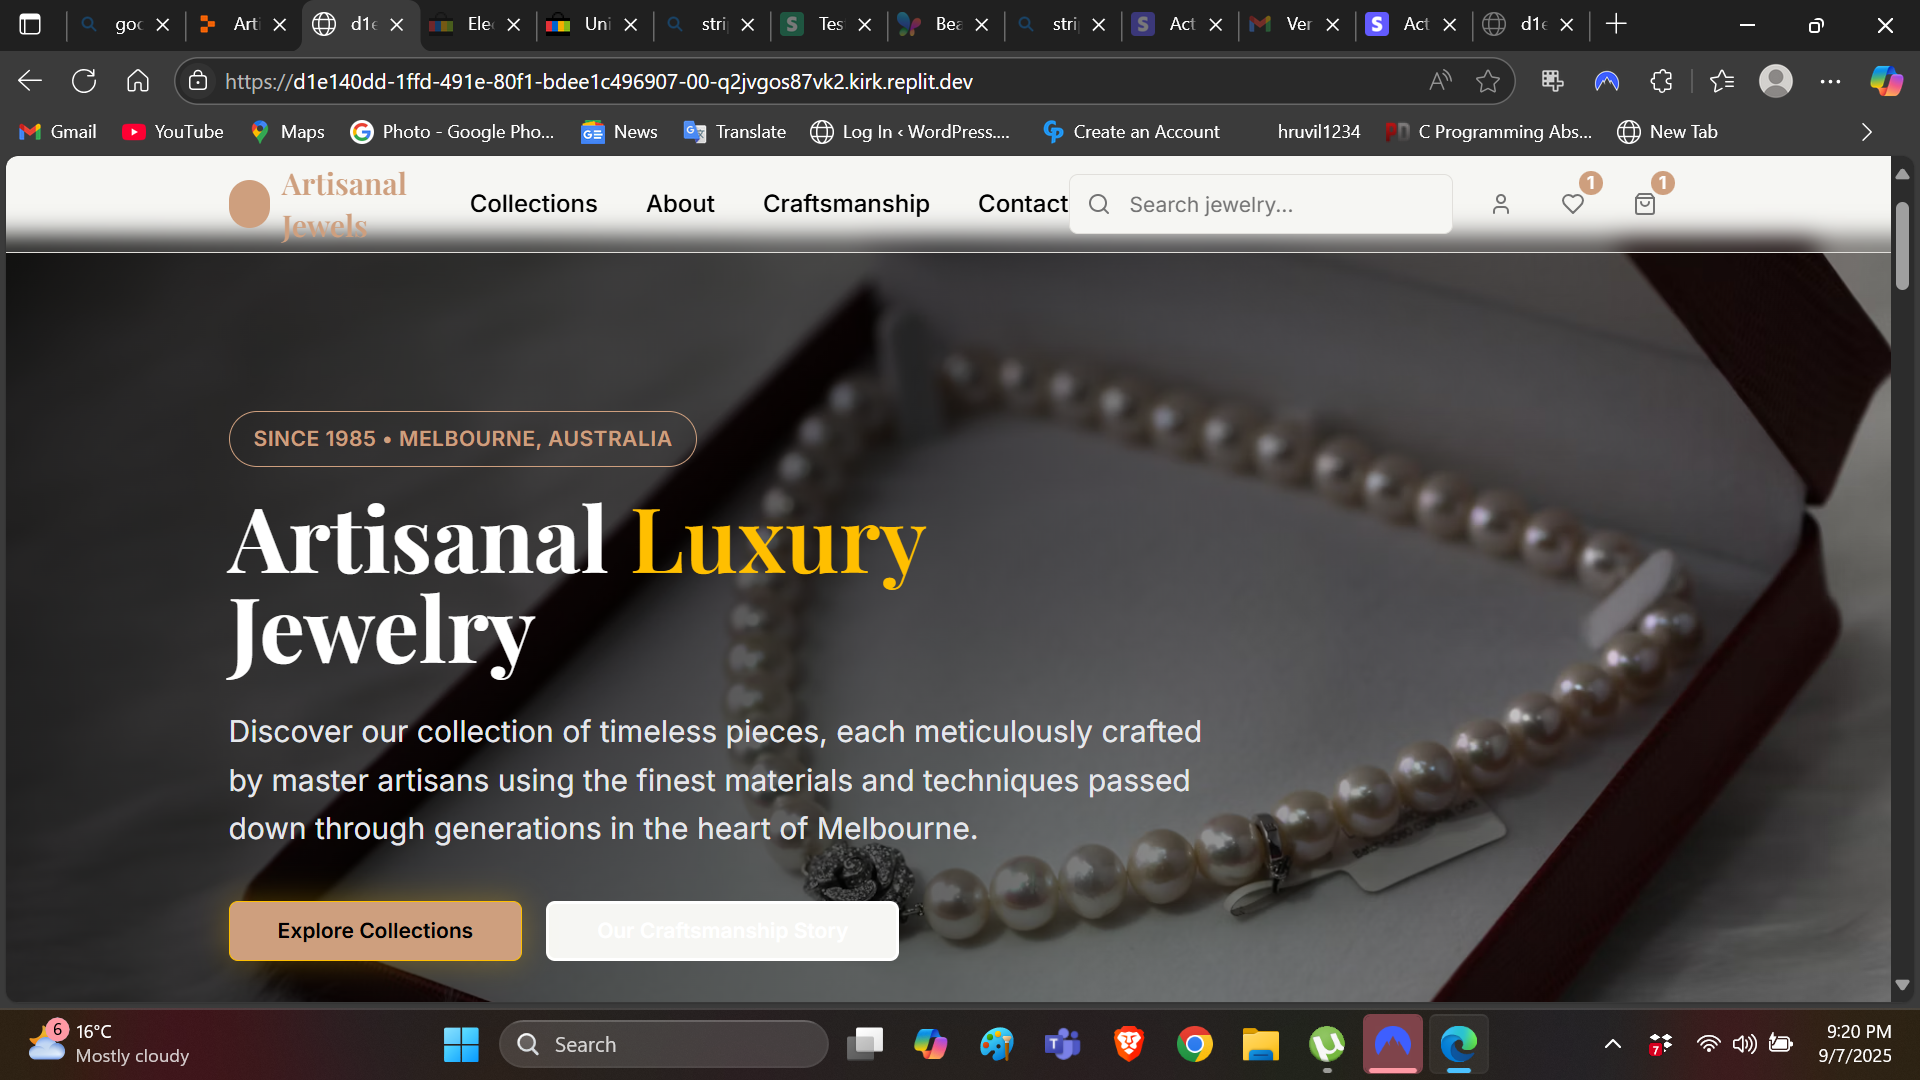 goc
Arti
d1e
Ele
Uni
stri
Tes
Bea
stri
Act
Ver
Act
d1e
https://d1e140dd-1ffd-491e-80f1-bdee1c496907-00-q2jvgos87vk2.kirk.replit.dev
Gmail
YouTube
Maps
Photo - Google Pho...
News
Translate
Log In ‹ WordPress....
Create an Account
hruvil1234
C Programming Abs...
New Tab
Artisanal
Jewels
Collections
About
Craftsmanship
Contact
Search jewelry...
1
1
SINCE 1985 • MELBOURNE, AUSTRALIA
Artisanal Luxury
Jewelry
Discover our collection of timeless pieces, each meticulously crafted
by master artisans using the finest materials and techniques passed
down through generations in the heart of Melbourne.
Explore Collections
Our Craftsmanship Story
6
16°C
Mostly cloudy
Search
7
9:20 PM
9/7/2025